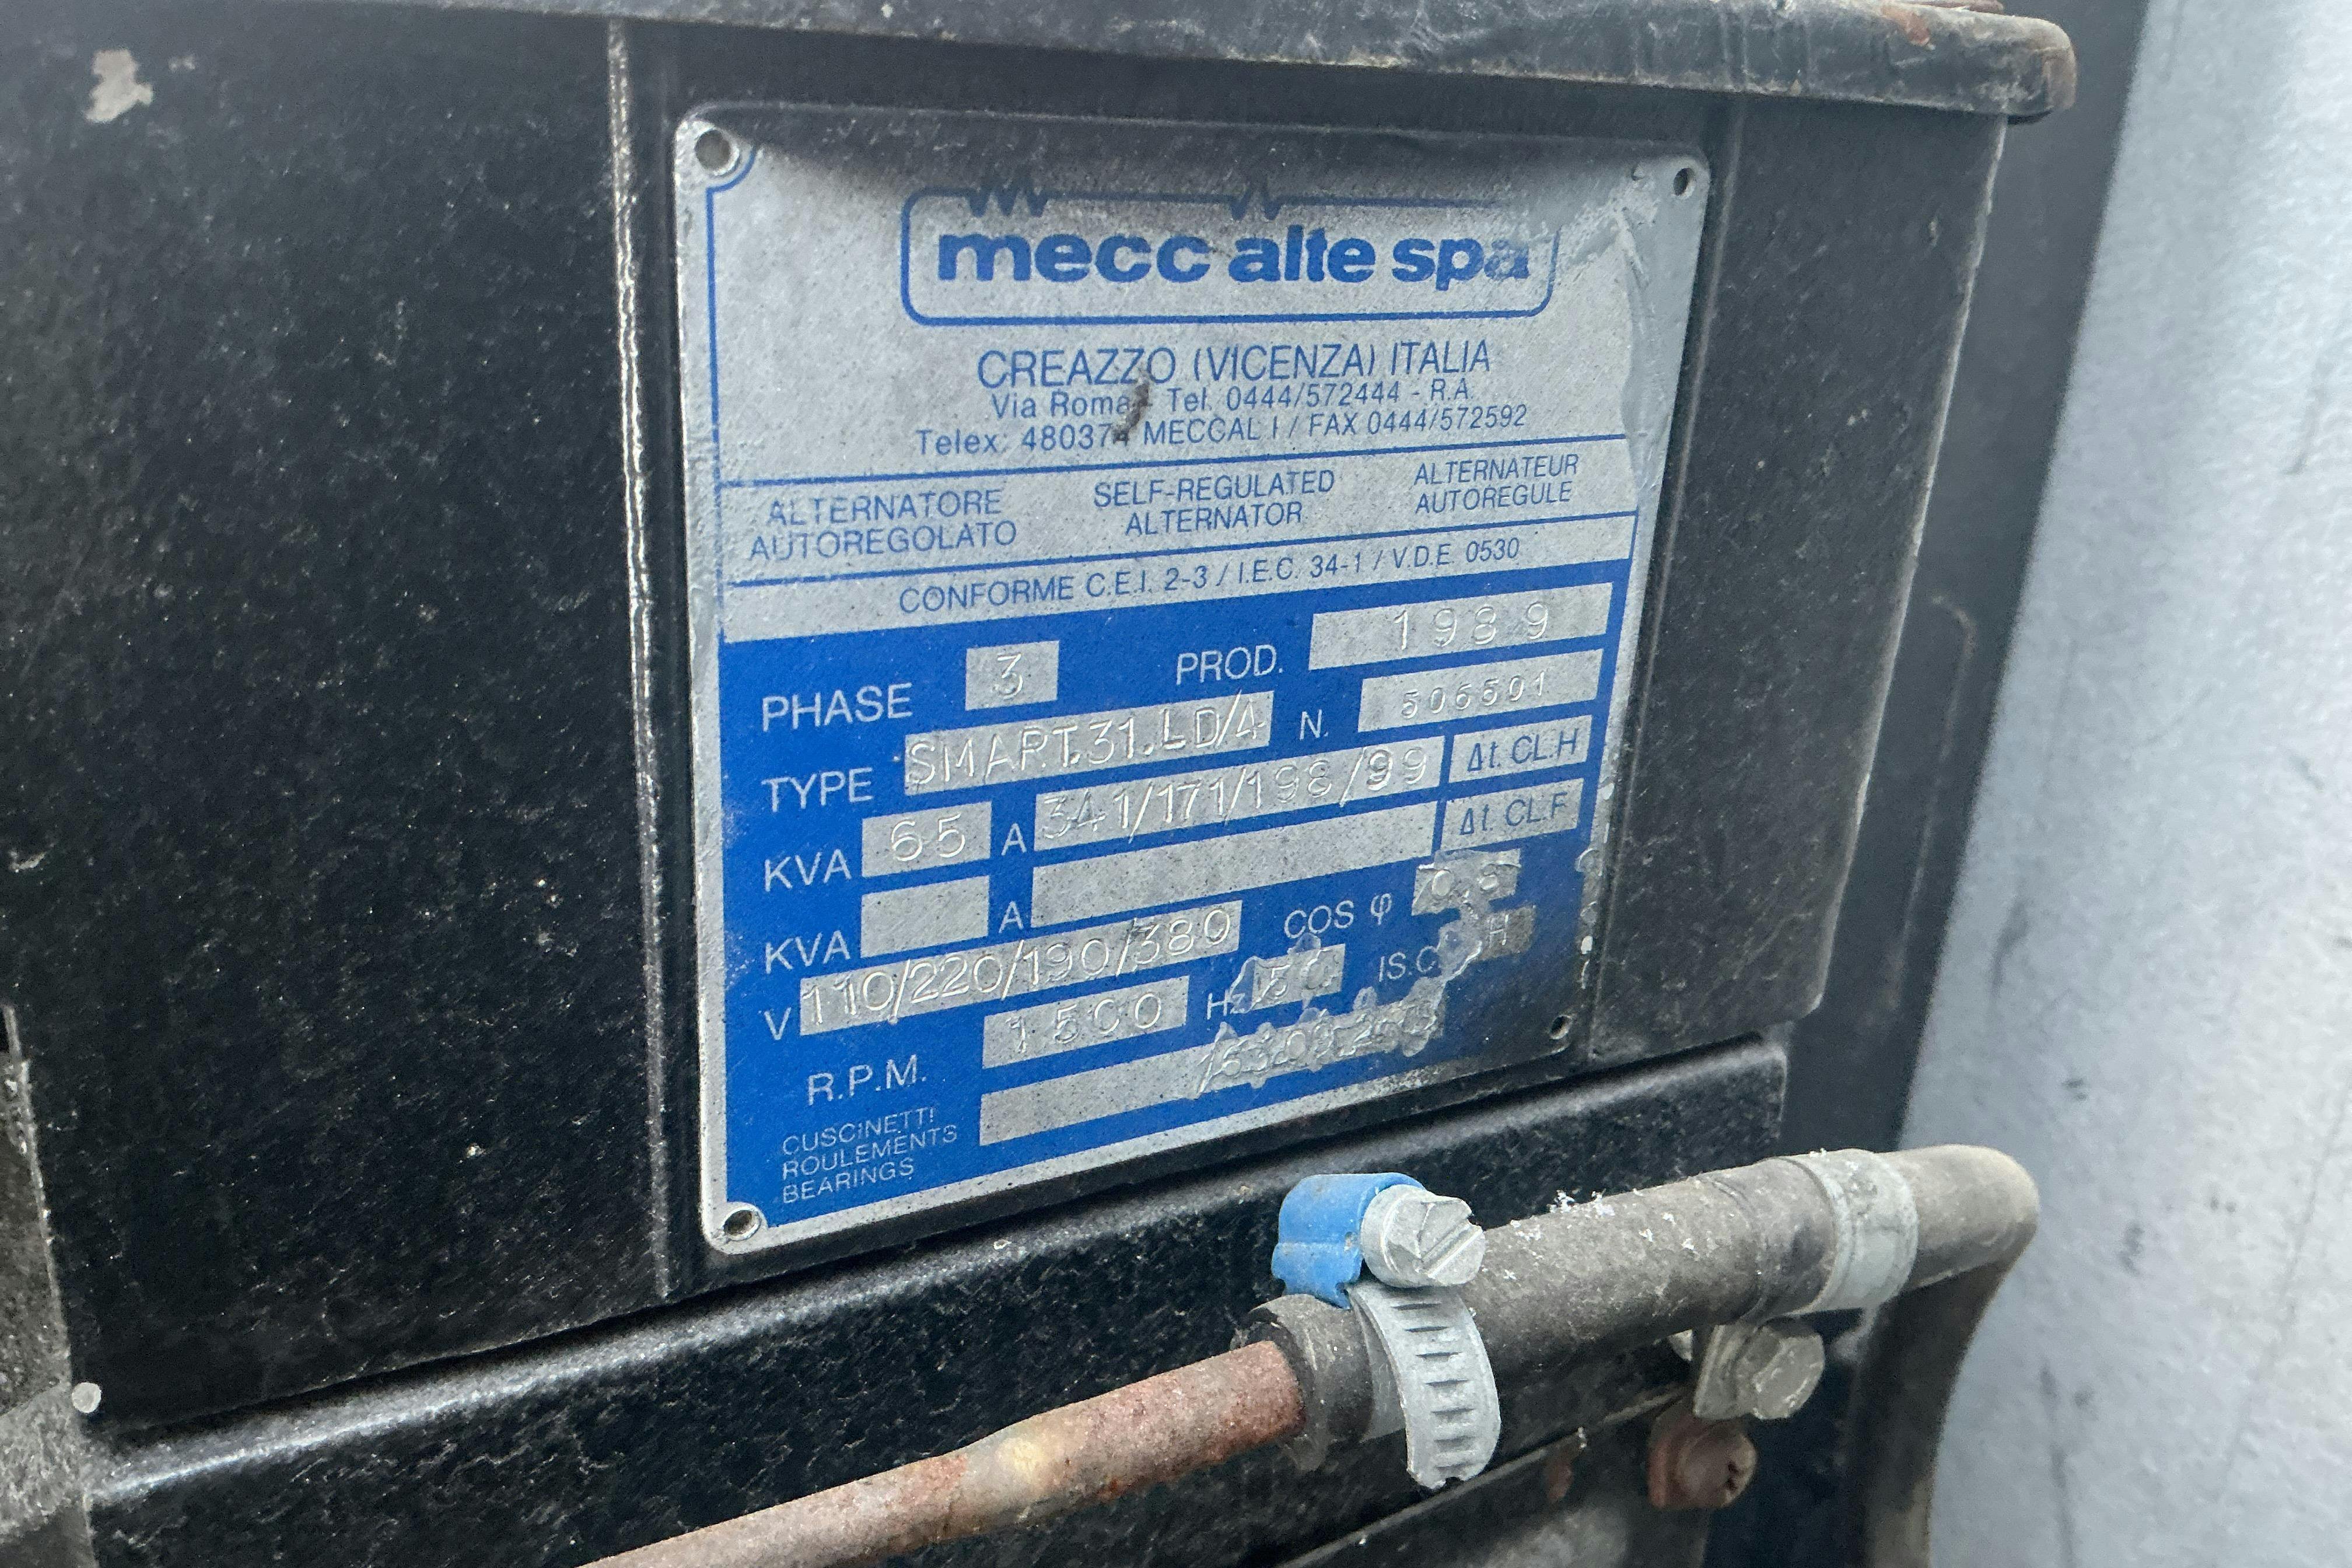 mecc alte spa
CREAZZO (VICENZA) ITALIA
Via Roma Tel. 0444/572444 - R.A.
Telex: 480374 MECCAL I / FAX 0444/572592
ALTERNATORE AUTOREGOLATO
SELF-REGULATED ALTERNATOR
ALTERNATEUR AUTOREGULE
CONFORME C.E.I. 2-3 / I.E.C. 34-1 / V.D.E. 0530
PHASE 3 PROD. 1989
TYPE SMART.31.LD/4 N. 506501
KVA 65 A 341/171/198/99 Δt. CL.H
KVA A Δt. CL.F
V 110/220/190/380 COS φ 0.8
R.P.M. 1500 Hz 50 IS.C. H
CUSCINETTI
ROULEMENTS
BEARINGS